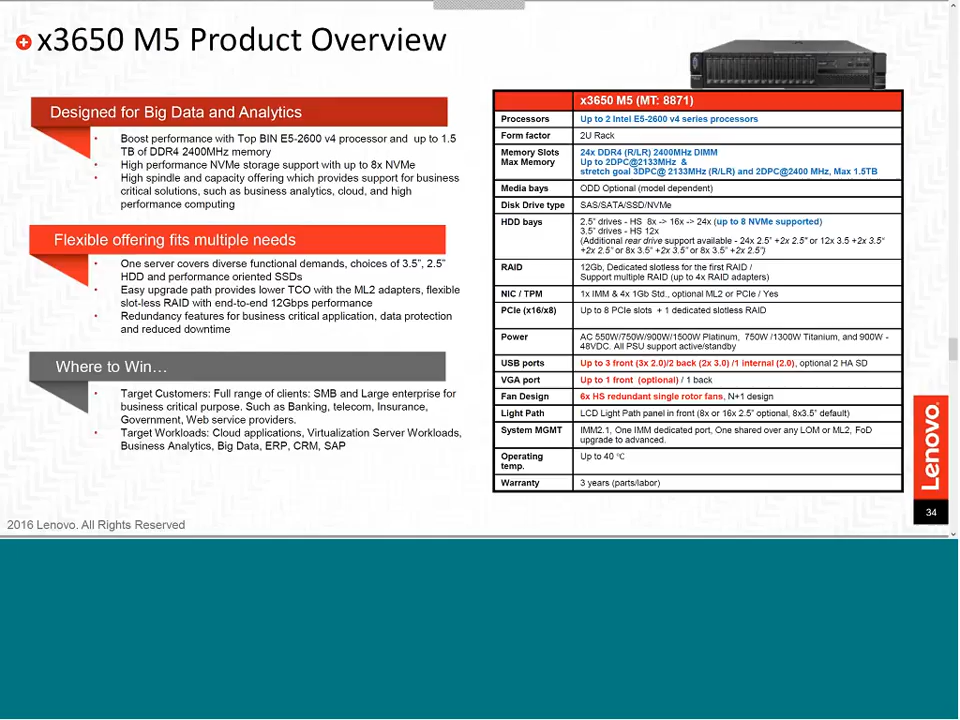 x3650 M5 Product Overview
Designed for Big Data and Analytics
• Boost performance with Top BIN E5-2600 v4 processor and up to 1.5
TB of DDR4 2400MHz memory
• High performance NVMe storage support with up to 8x NVMe
• High spindle and capacity offering which provides support for business
critical solutions, such as business analytics, cloud, and high
performance computing
Flexible offering fits multiple needs
• One server covers diverse functional demands, choices of 3.5”, 2.5”
HDD and performance oriented SSDs
• Easy upgrade path provides lower TCO with the ML2 adapters, flexible
slot-less RAID with end-to-end 12Gbps performance
• Redundancy features for business critical application, data protection
and reduced downtime
Where to Win…
• Target Customers: Full range of clients: SMB and Large enterprise for
business critical purpose. Such as Banking, telecom, Insurance,
Government, Web service providers.
• Target Workloads: Cloud applications, Virtualization Server Workloads,
Business Analytics, Big Data, ERP, CRM, SAP
x3650 M5 (MT: 8871)
Processors Up to 2 Intel E5-2600 v4 series processors
Form factor 2U Rack
Memory Slots 24x DDR4 (R/LR) 2400MHz DIMM
Max Memory Up to 2DPC@2133MHz &
stretch goal 3DPC@ 2133MHz (R/LR) and 2DPC@2400 MHz, Max 1.5TB
Media bays ODD Optional (model dependent)
Disk Drive type SAS/SATA/SSD/NVMe
HDD bays 2.5” drives - HS 8x -> 16x -> 24x (up to 8 NVMe supported)
3.5” drives - HS 12x
(Additional rear drive support available - 24x 2.5” +2x 2.5” or 12x 3.5 +2x 3.5“
+2x 2.5” or 8x 3.5” +2x 3.5” or 8x 3.5” +2x 2.5”)
RAID 12Gb, Dedicated slotless for the first RAID /
Support multiple RAID (up to 4x RAID adapters)
NIC / TPM 1x IMM & 4x 1Gb Std., optional ML2 or PCIe / Yes
PCIe (x16/x8) Up to 8 PCIe slots + 1 dedicated slotless RAID
Power AC 550W/750W/900W/1500W Platinum, 750W /1300W Titanium, and 900W -
48VDC. All PSU support active/standby
USB ports Up to 3 front (3x 2.0)/2 back (2x 3.0) /1 internal (2.0), optional 2 HA SD
VGA port Up to 1 front (optional) / 1 back
Fan Design 6x HS redundant single rotor fans, N+1 design
Light Path LCD Light Path panel in front (8x or 16x 2.5” optional, 8x3.5” default)
System MGMT IMM2.1, One IMM dedicated port, One shared over any LOM or ML2, FoD
upgrade to advanced.
Operating Up to 40 ℃
temp.
Warranty 3 years (parts/labor)
Lenovo.
34
2016 Lenovo. All Rights Reserved